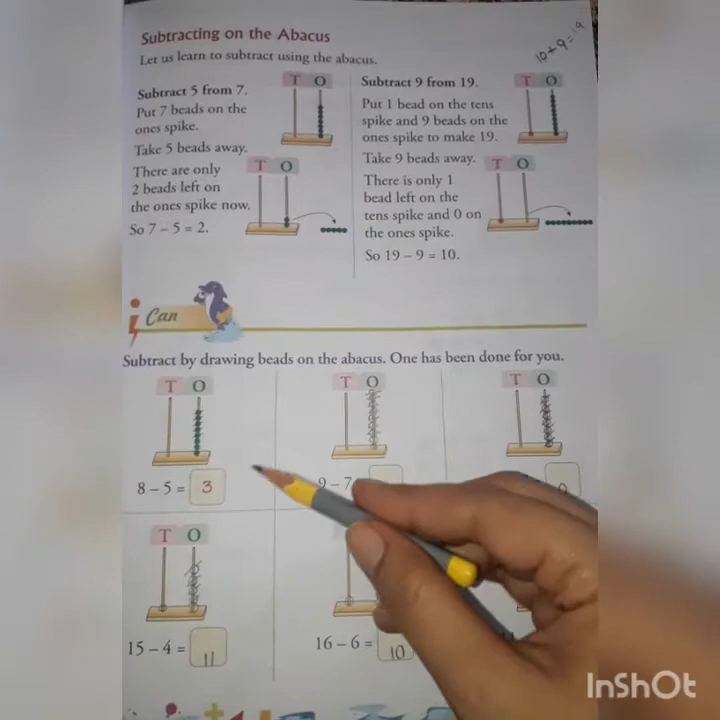 Subtracting on the Abacus
Let us learn to subtract using the abacus.
10+9=19
Subtract 5 from 7.
Put 7 beads on the
ones spike.
Take 5 beads away.
There are only
2 beads left on
the ones spike now.
So 7 – 5 = 2.
T O
T O
Subtract 9 from 19.
Put 1 bead on the tens
spike and 9 beads on the
ones spike to make 19.
Take 9 beads away.
There is only 1
bead left on the
tens spike and 0 on
the ones spike.
So 19 – 9 = 10.
T O
T O
i Can
Subtract by drawing beads on the abacus. One has been done for you.
T O
8 – 5 = 3
T O
9 – 7
T O
0
T O
15 – 4 = 11
16 – 6 = 10
InShOt